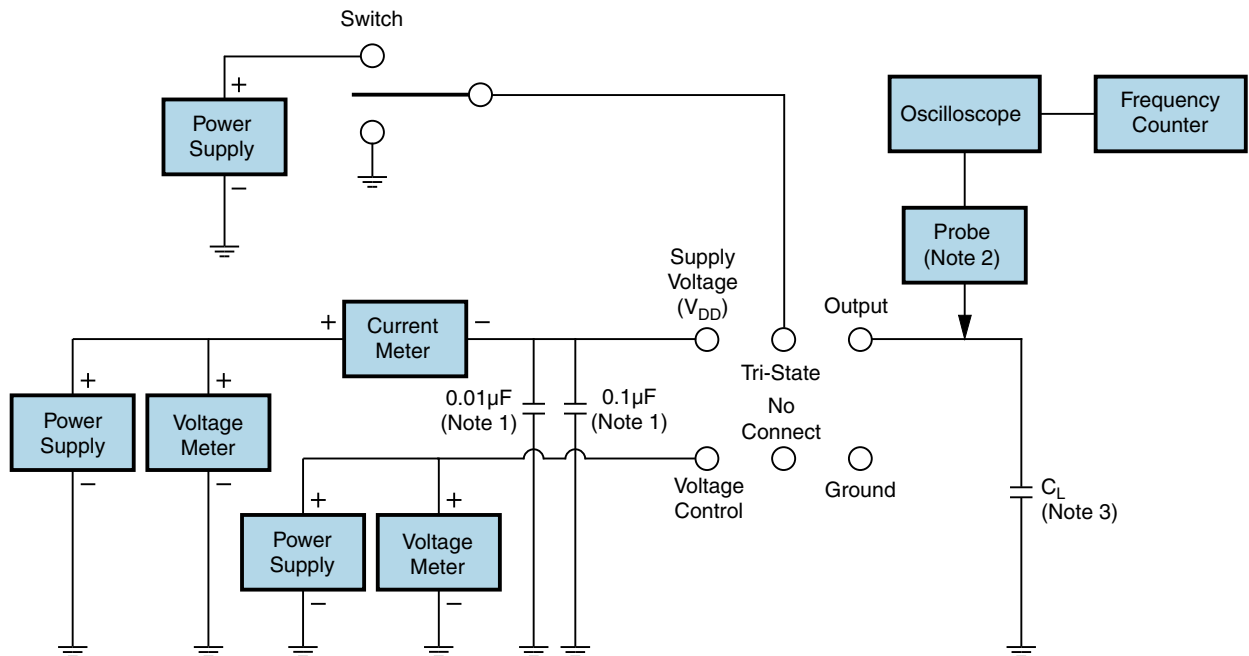 Switch
+
Power
Supply
−
Oscilloscope
Frequency
Counter
Probe
(Note 2)
Supply
Voltage
(VDD)
Output
+
Current
Meter
−
Tri-State
+
Power
Supply
−
+
Voltage
Meter
−
0.01µF
(Note 1)
0.1µF
(Note 1)
No
Connect
Voltage
Control
Ground
+
Power
Supply
−
+
Voltage
Meter
−
CL
(Note 3)